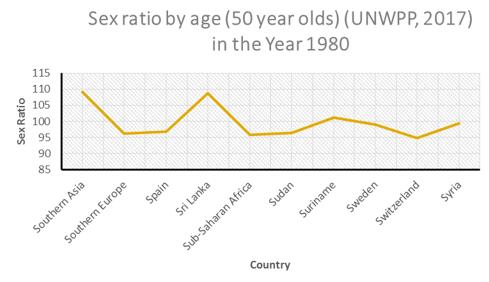 Sex ratio by age (50 year olds) (UNWPP, 2017)
in the Year 1980
115
110
105
100
95
90
85
Sex Ratio
Southern Asia
Southern Europe
Spain
Sri Lanka
Sub-Saharan Africa
Sudan
Suriname
Sweden
Switzerland
Syria
Country